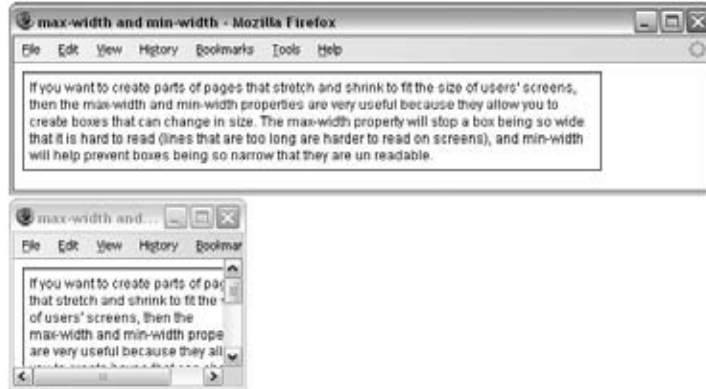 max-width and min-width - Mozilla Firefox
File Edit View History Bookmarks Tools Help
If you want to create parts of pages that stretch and shrink to fit the size of users' screens,
then the max-width and min-width properties are very useful because they allow you to
create boxes that can change in size. The max-width property will stop a box being so wide
that it is hard to read (lines that are too long are harder to read on screens), and min-width
will help prevent boxes being so narrow that they are un readable.
max-width and ...
File Edit View History Bookmar
If you want to create parts of pag
that stretch and shrink to fit the
of users' screens, then the
max-width and min-width prope
are very useful because they all